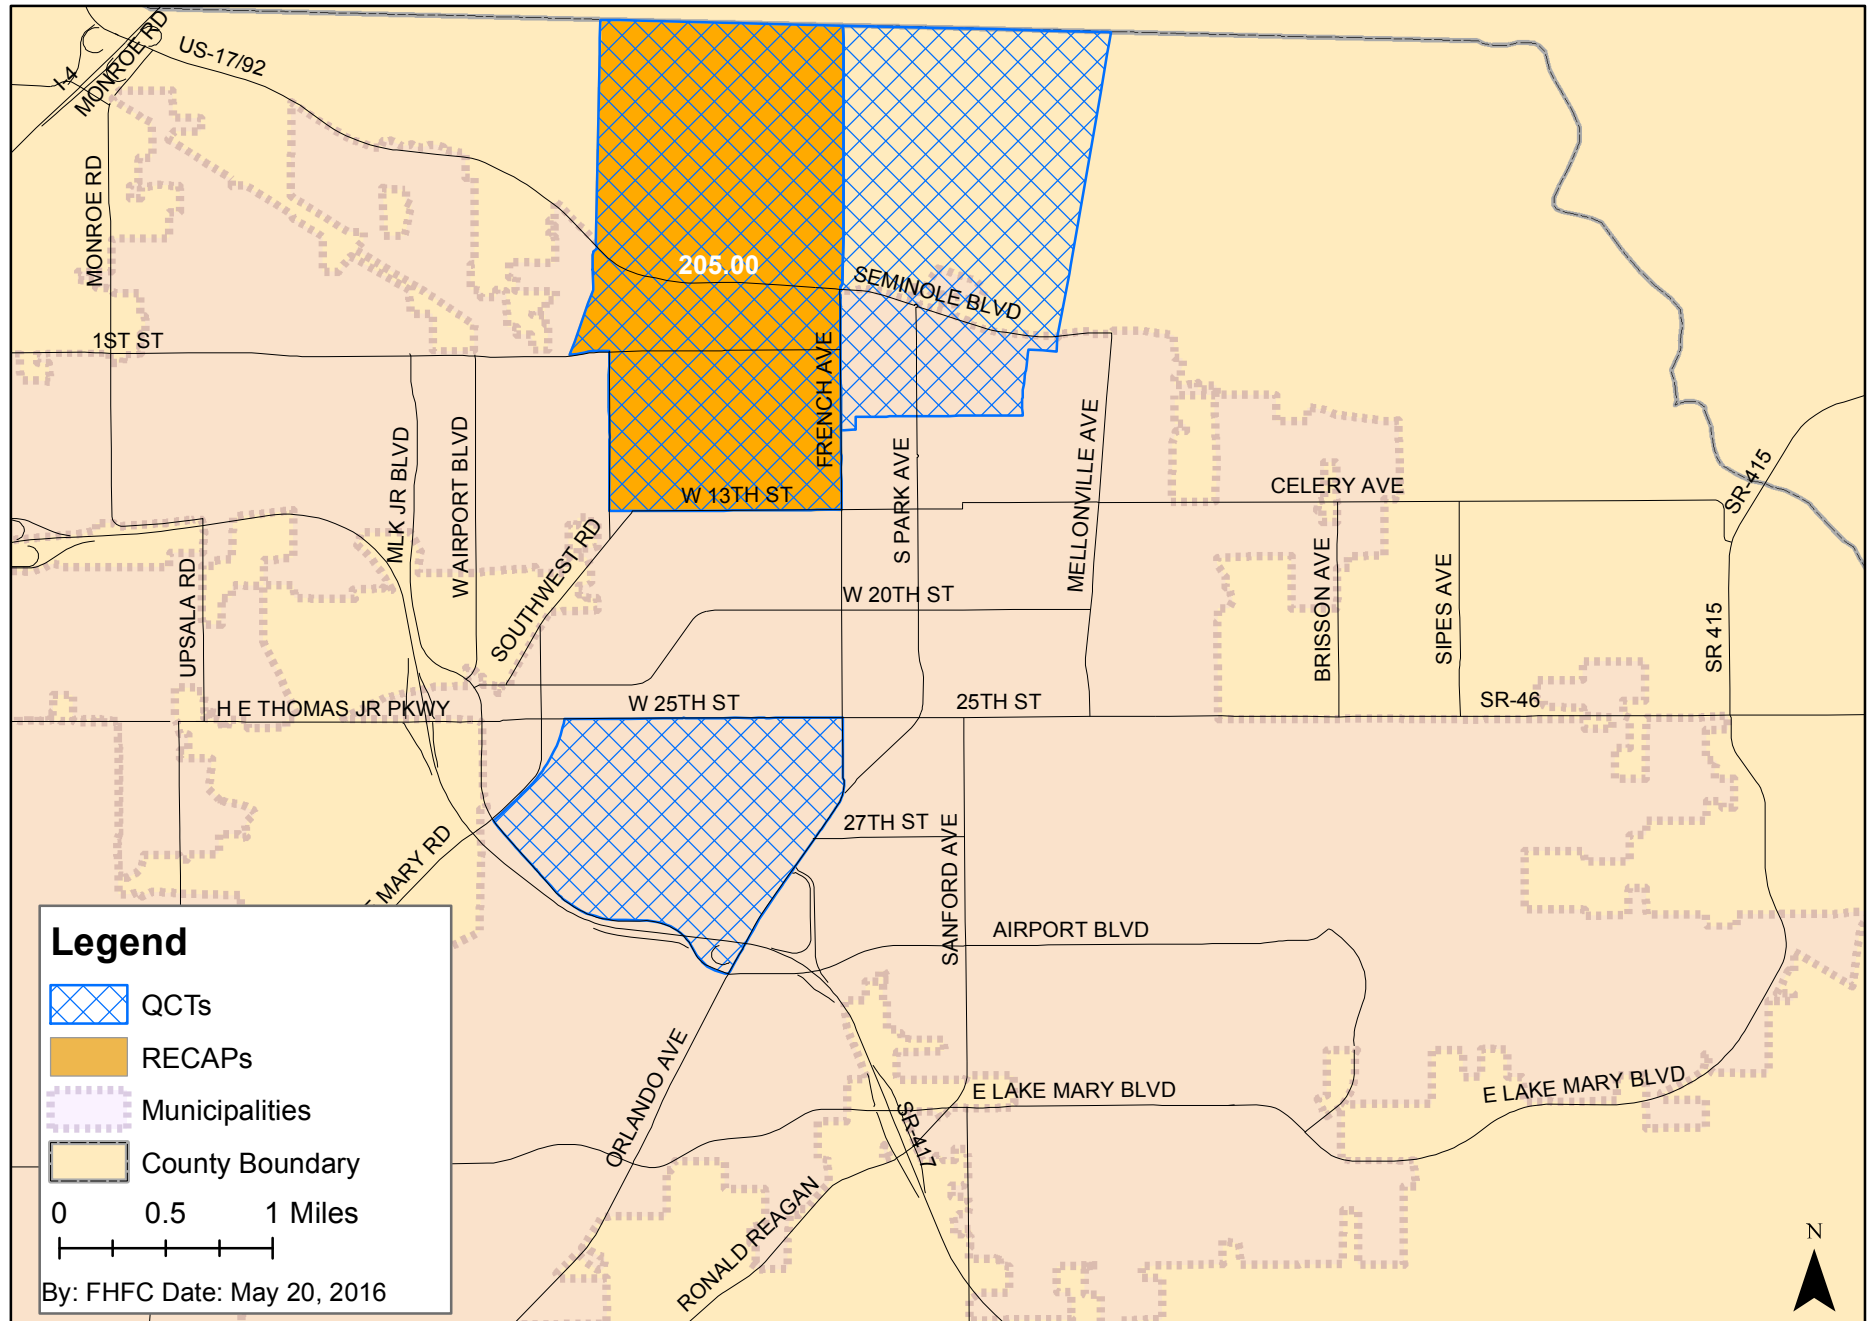 MONROE RD
I-4
US-17/92
MONROE RD
205.00
SEMINOLE BLVD
1ST ST
FRENCH AVE
MLK JR BLVD
W AIRPORT BLVD
S PARK AVE
MELLONVILLE AVE
W 13TH ST
CELERY AVE
SR-415
UPSALA RD
SOUTHWEST RD
W 20TH ST
BRISSON AVE
SIPES AVE
SR 415
H E THOMAS JR PKWY
W 25TH ST
25TH ST
SR-46
27TH ST
SANFORD AVE
E MARY RD
AIRPORT BLVD
ORLANDO AVE
E LAKE MARY BLVD
E LAKE MARY BLVD
SR-417
RONALD REAGAN
Legend
QCTs
RECAPs
Municipalities
County Boundary
0 0.5 1 Miles
By: FHFC Date: May 20, 2016
N